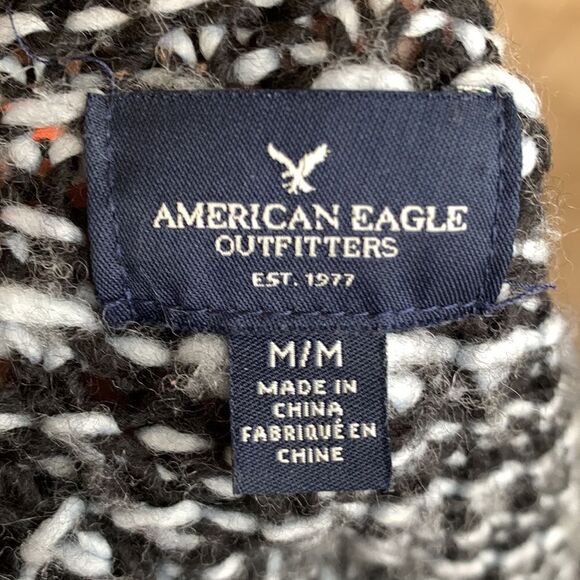 AMERICAN EAGLE
OUTFITTERS
EST. 1977
M/M
MADE IN
CHINA
FABRIQUÉ EN
CHINE